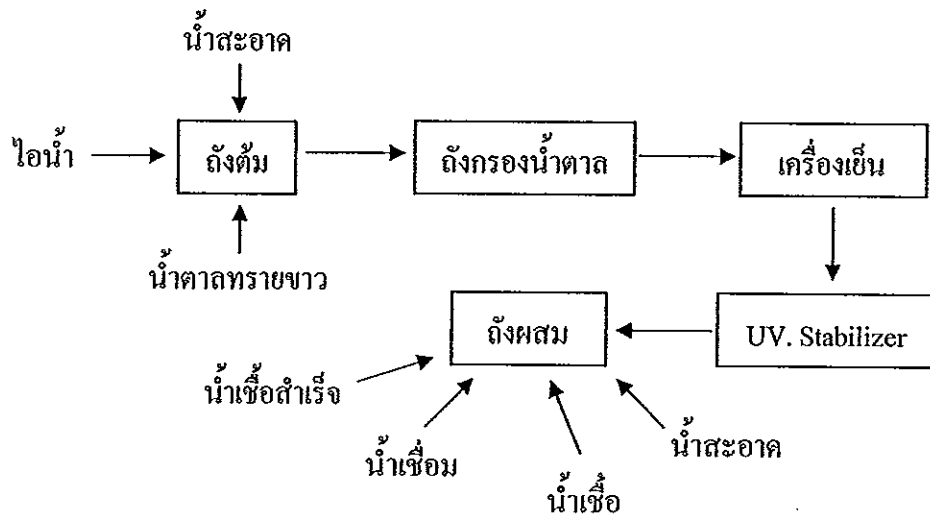 น้ำสะอาด
ไอน้ำ
ถังต้ม
ถังกรองน้ำตาล
เครื่องเย็น
น้ำตาลทรายขาว
ถังผสม
UV. Stabilizer
น้ำเชื้อสำเร็จ
น้ำเชื่อม
น้ำสะอาด
น้ำเชื้อ